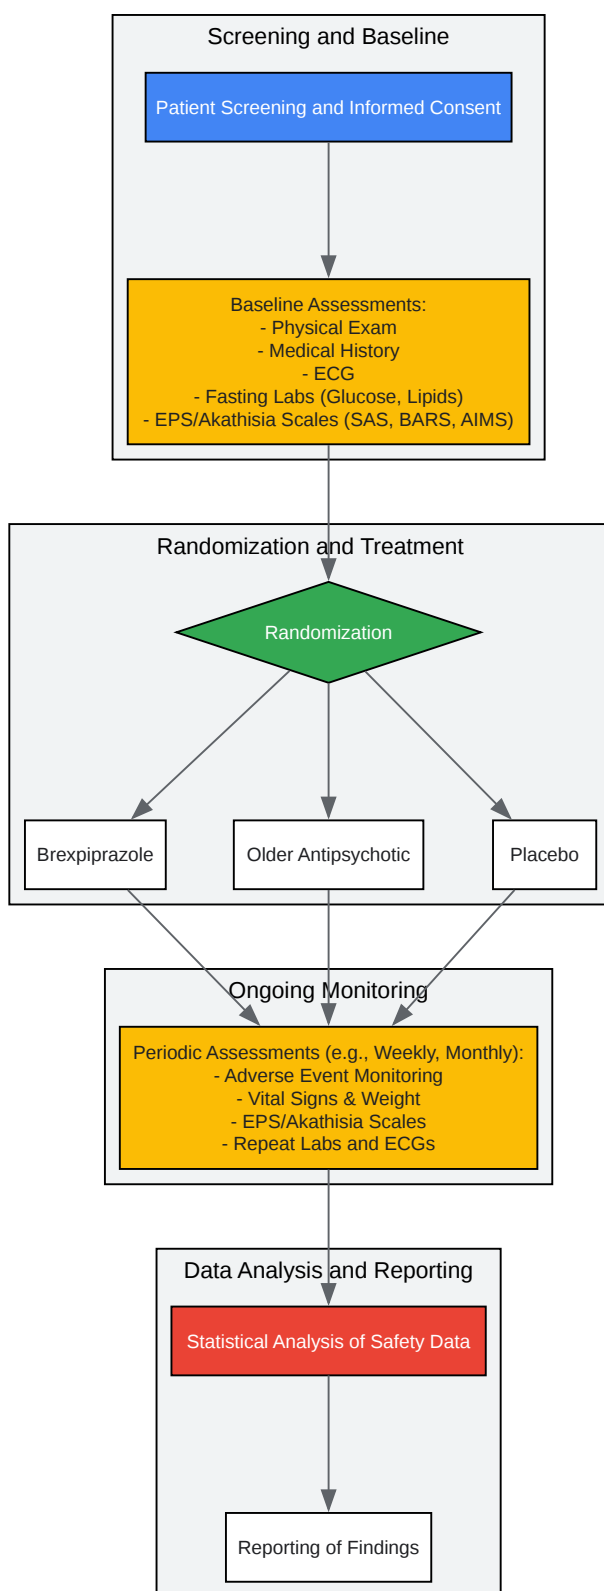 Screening and Baseline
Patient Screening and Informed Consent
Baseline Assessments:
- Physical Exam
- Medical History
- ECG
- Fasting Labs (Glucose, Lipids)
- EPS/Akathisia Scales (SAS, BARS, AIMS)
Randomization and Treatment
Randomization
Brexpiprazole
Older Antipsychotic
Placebo
Ongoing Monitoring
Periodic Assessments (e.g., Weekly, Monthly):
- Adverse Event Monitoring
- Vital Signs & Weight
- EPS/Akathisia Scales
- Repeat Labs and ECGs
Data Analysis and Reporting
Statistical Analysis of Safety Data
Reporting of Findings